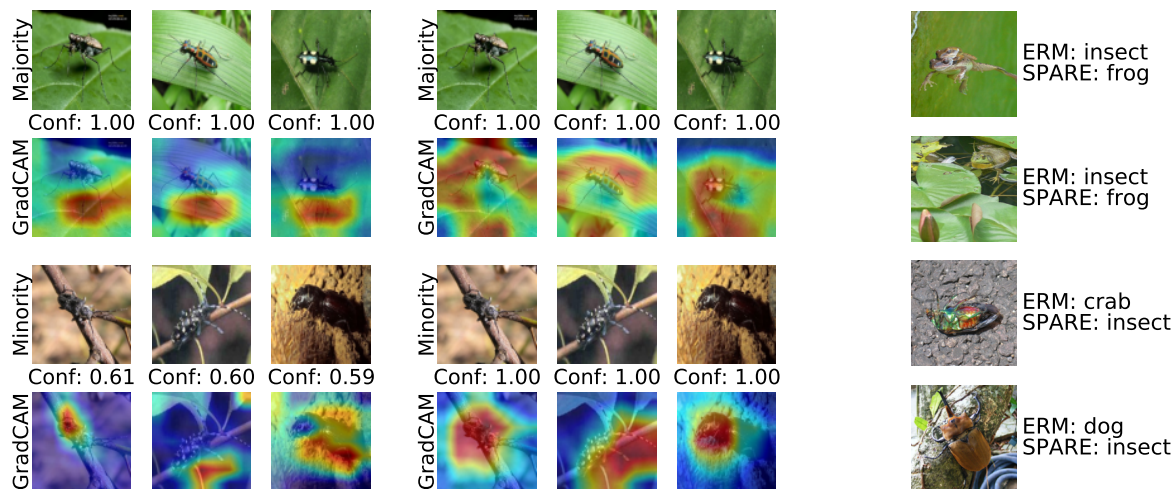 Majority
Conf: 1.00
Conf: 1.00
Conf: 1.00
GradCAM
Minority
Conf: 0.61
Conf: 0.60
Conf: 0.59
GradCAM
Majority
Conf: 1.00
Conf: 1.00
Conf: 1.00
GradCAM
Minority
Conf: 1.00
Conf: 1.00
Conf: 1.00
GradCAM
ERM: insect
SPARE: frog
ERM: insect
SPARE: frog
ERM: crab
SPARE: insect
ERM: dog
SPARE: insect